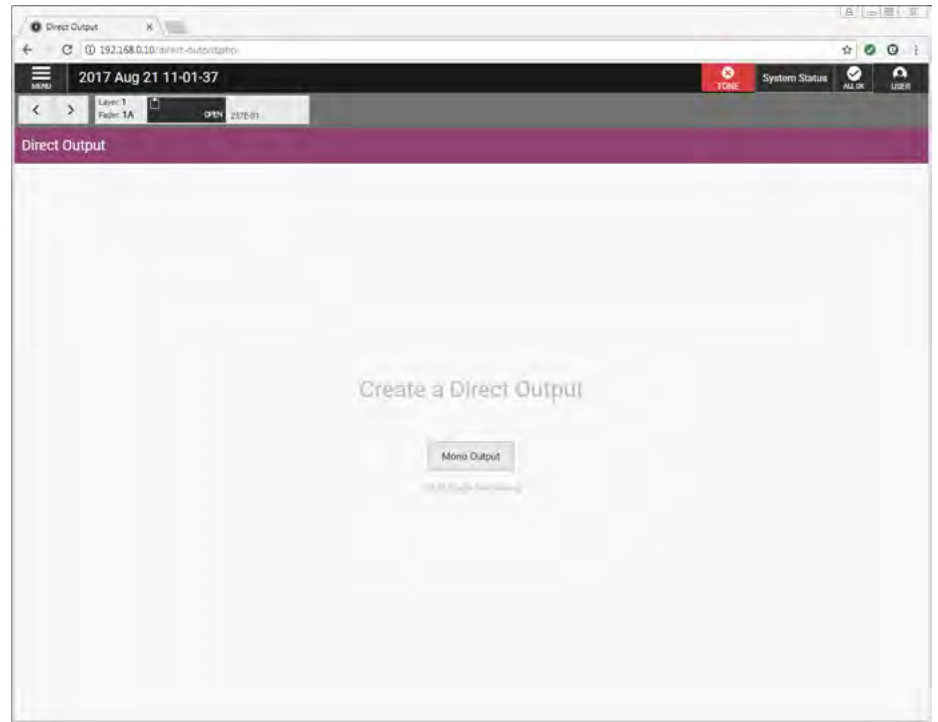 Direct Output
192.168.0.10/direct-output.php
MENU
2017 Aug 21 11-01-37
TONE
System Status
ALL OK
USER
Layer: 1
Fader: 1A
OPEN
Direct Output
Create a Direct Output
Mono Output